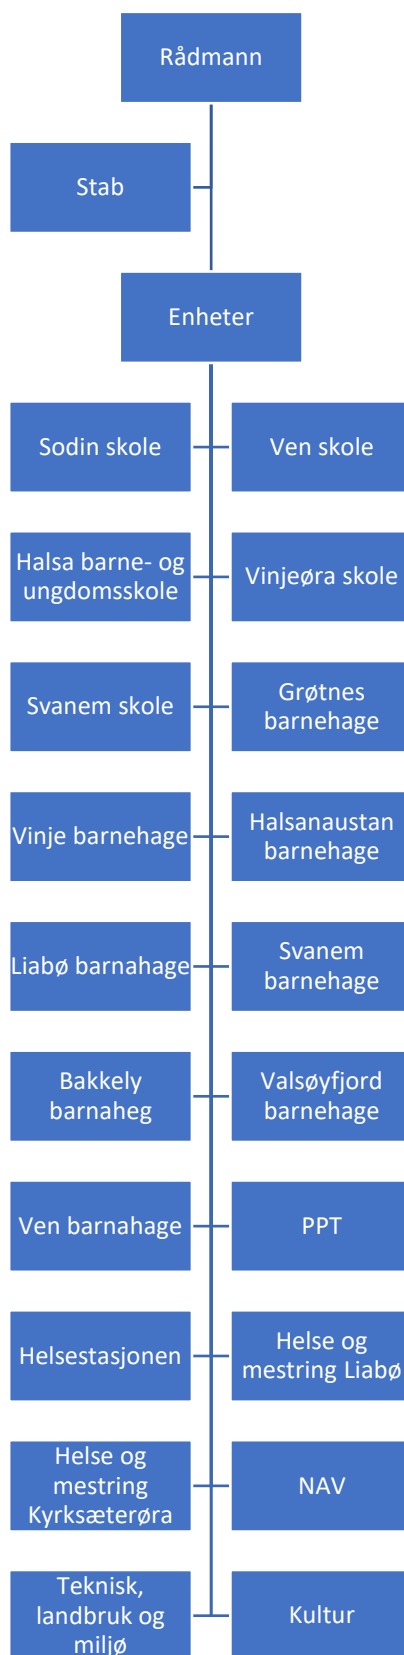 Rådmann
Stab
Enheter
Sodin skole
Ven skole
Halsa barne- og
ungdomsskole
Vinjeøra skole
Svanem skole
Grøtnes
barnehage
Vinje barnehage
Halsanaustan
barnehage
Liabø barnahage
Svanem
barnehage
Bakkely
barnaheg
Valsøyfjord
barnehage
Ven barnahage
PPT
Helsestasjonen
Helse og
mestring Liabø
Helse og
mestring
Kyrksæterøra
NAV
Teknisk,
landbruk og
miljø
Kultur